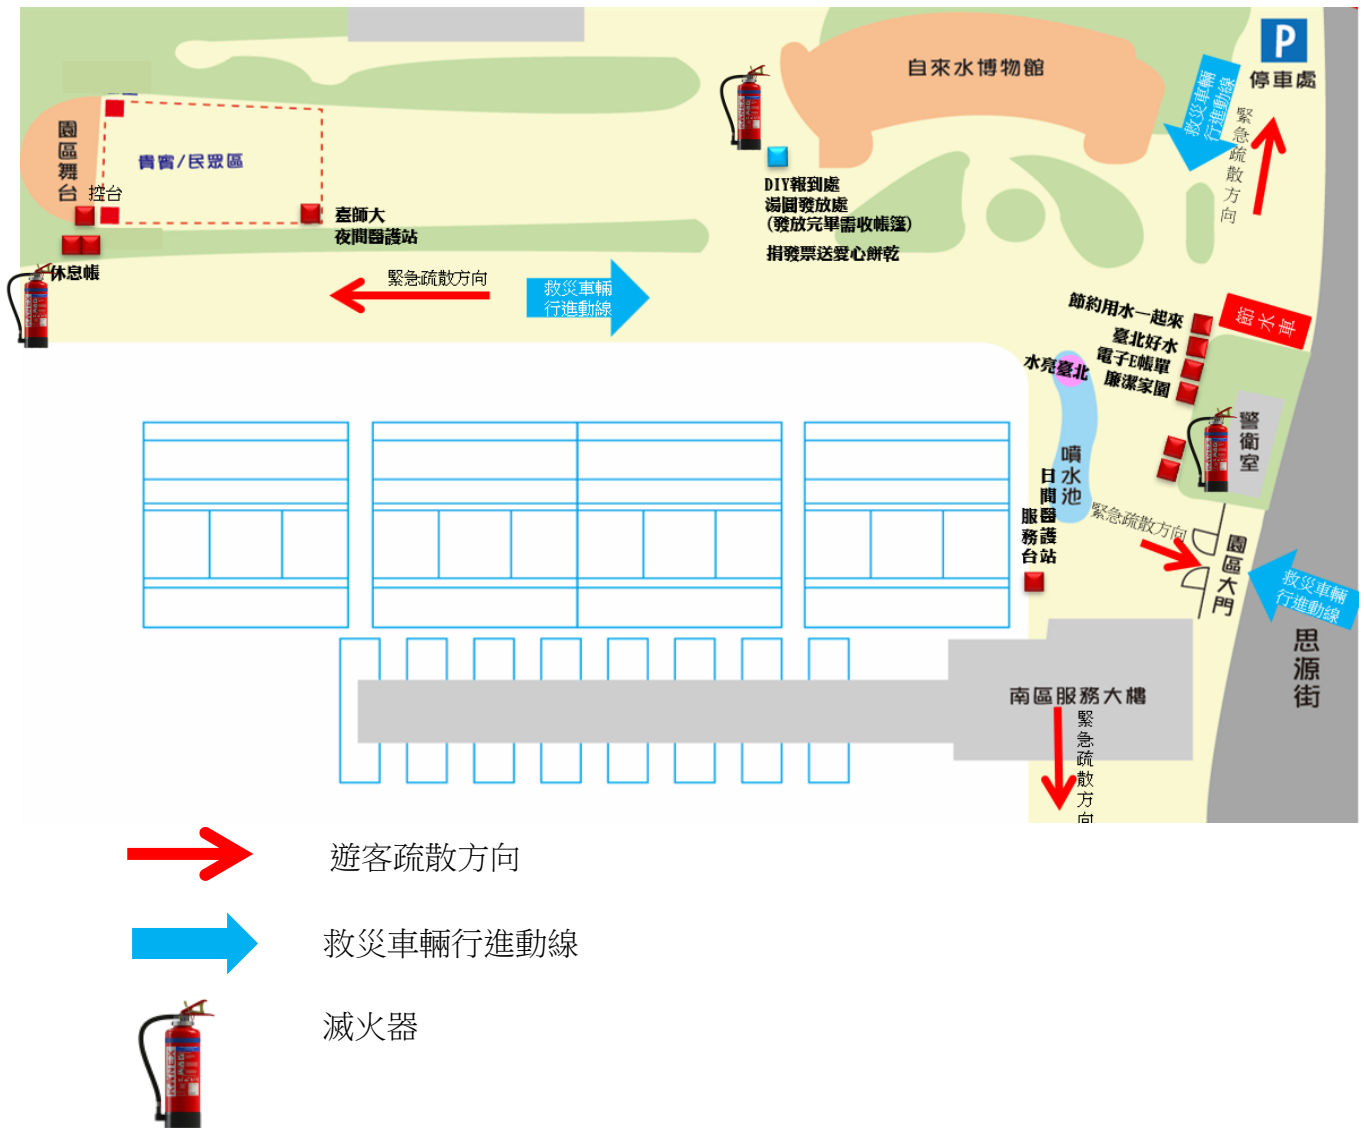 P
停車處
自來水博物館
救災車輛
行進動線
緊急疏散方向
園區舞台
貴賓/民眾區
控台
臺師大
夜間醫護站
休息帳
DIY報到處
湯圓發放處
(發放完畢需收帳篷)
捐發票送愛心餅乾
緊急疏散方向
救災車輛
行進動線
節約用水一起來
臺北好水
電子E帳單
廉潔家園
節水車
水亮臺北
警衛室
噴水池
日間醫護站
服務台
緊急疏散方向
園區大門
救災車輛
行進動線
思源街
南區服務大樓
緊急疏散方向
遊客疏散方向
救災車輛行進動線
滅火器